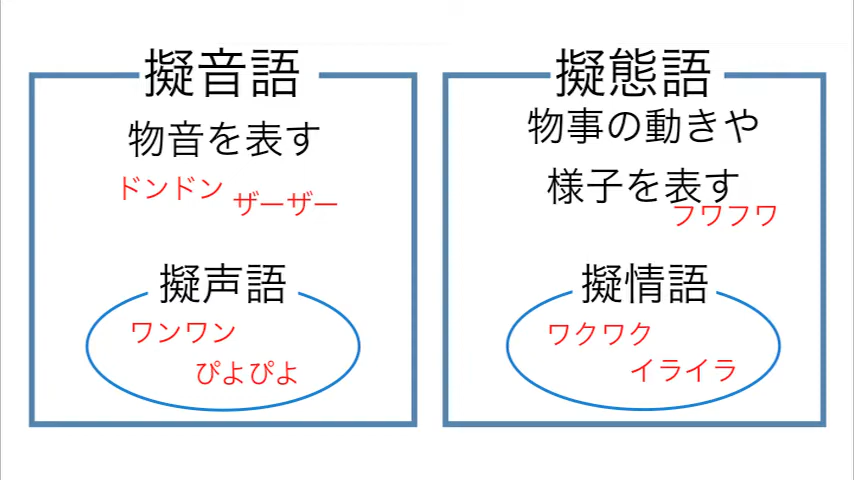 擬音語
物音を表す
ドンドン
ザーザー
擬声語
ワンワン
ぴよぴよ
擬態語
物事の動きや
様子を表す
フワフワ
擬情語
ワクワク
イライラ